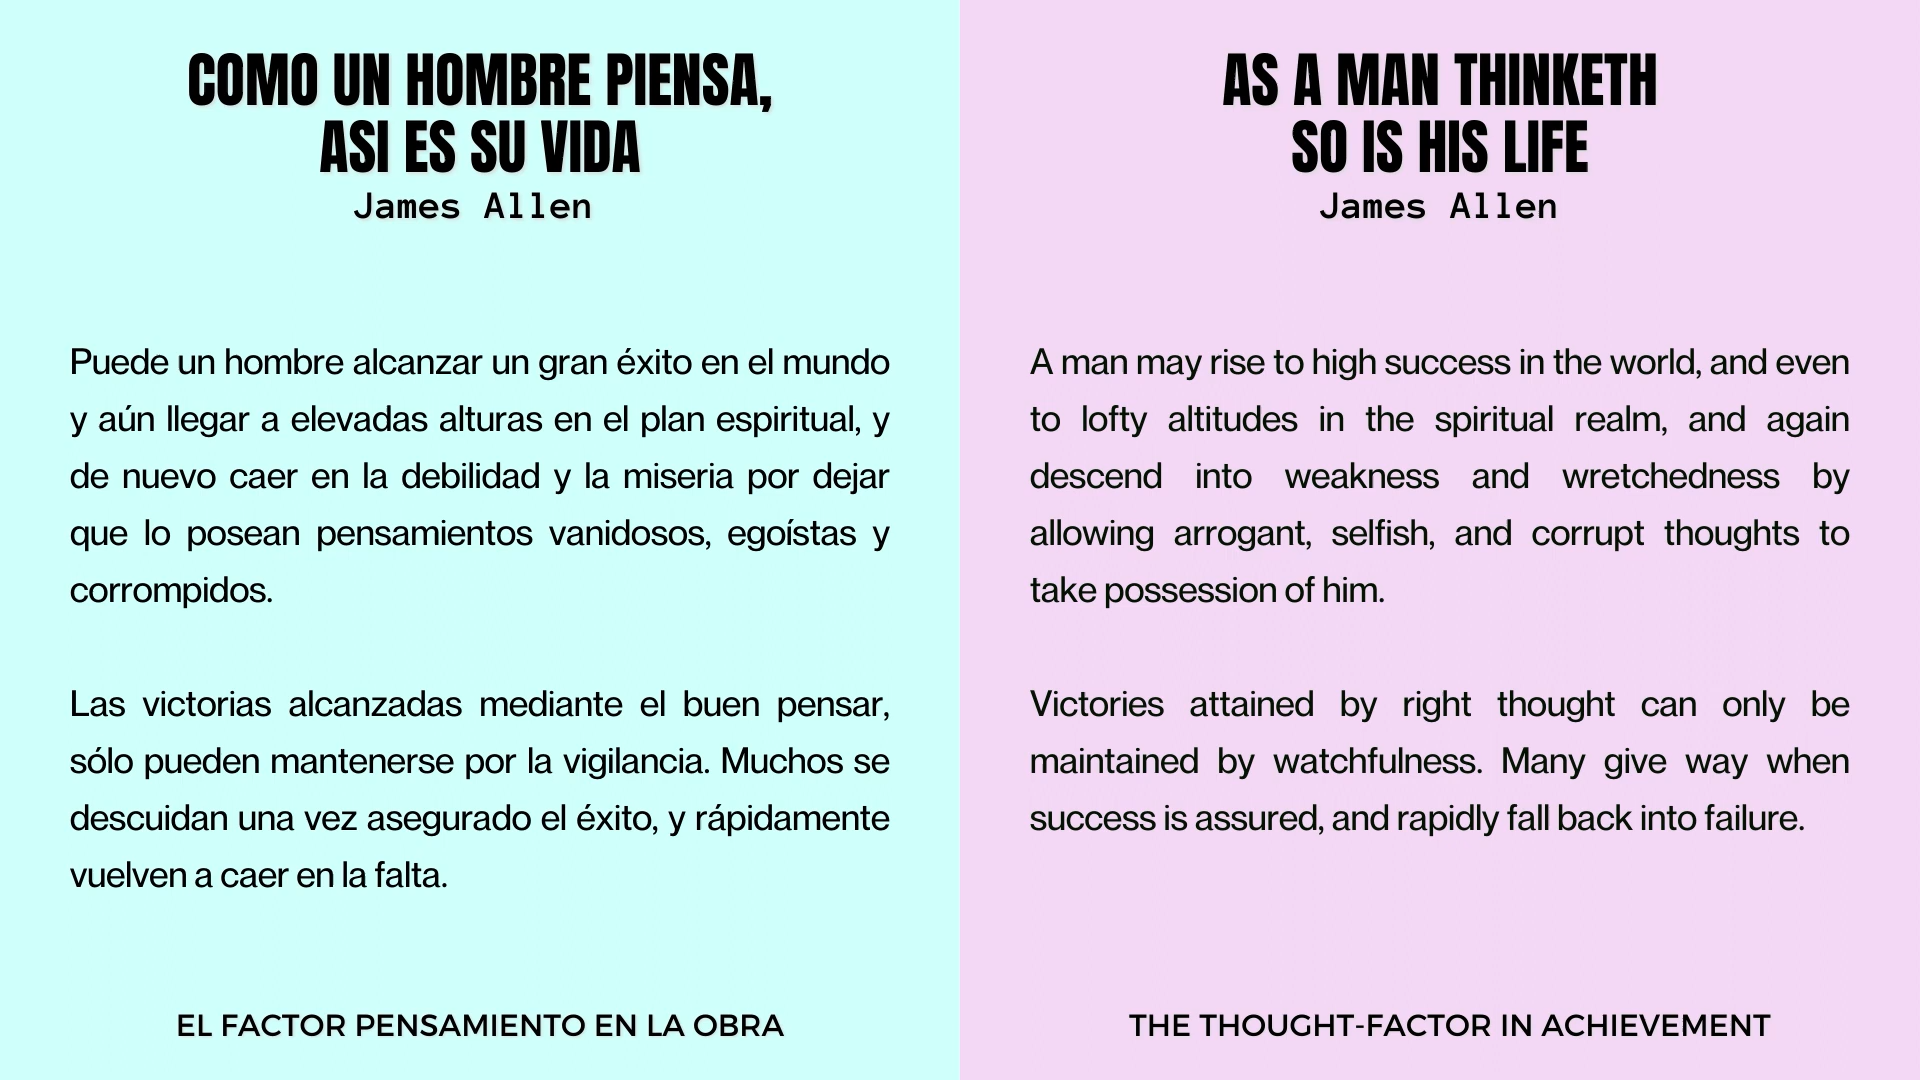 COMO UN HOMBRE PIENSA,
ASI ES SU VIDA
James Allen
Puede un hombre alcanzar un gran éxito en el mundo
y aún llegar a elevadas alturas en el plan espiritual, y
de nuevo caer en la debilidad y la miseria por dejar
que lo posean pensamientos vanidosos, egoístas y
corrompidos.
Las victorias alcanzadas mediante el buen pensar,
sólo pueden mantenerse por la vigilancia. Muchos se
descuidan una vez asegurado el éxito, y rápidamente
vuelven a caer en la falta.
EL FACTOR PENSAMIENTO EN LA OBRA
AS A MAN THINKETH
SO IS HIS LIFE
James Allen
A man may rise to high success in the world, and even
to lofty altitudes in the spiritual realm, and again
descend into weakness and wretchedness by
allowing arrogant, selfish, and corrupt thoughts to
take possession of him.
Victories attained by right thought can only be
maintained by watchfulness. Many give way when
success is assured, and rapidly fall back into failure.
THE THOUGHT-FACTOR IN ACHIEVEMENT